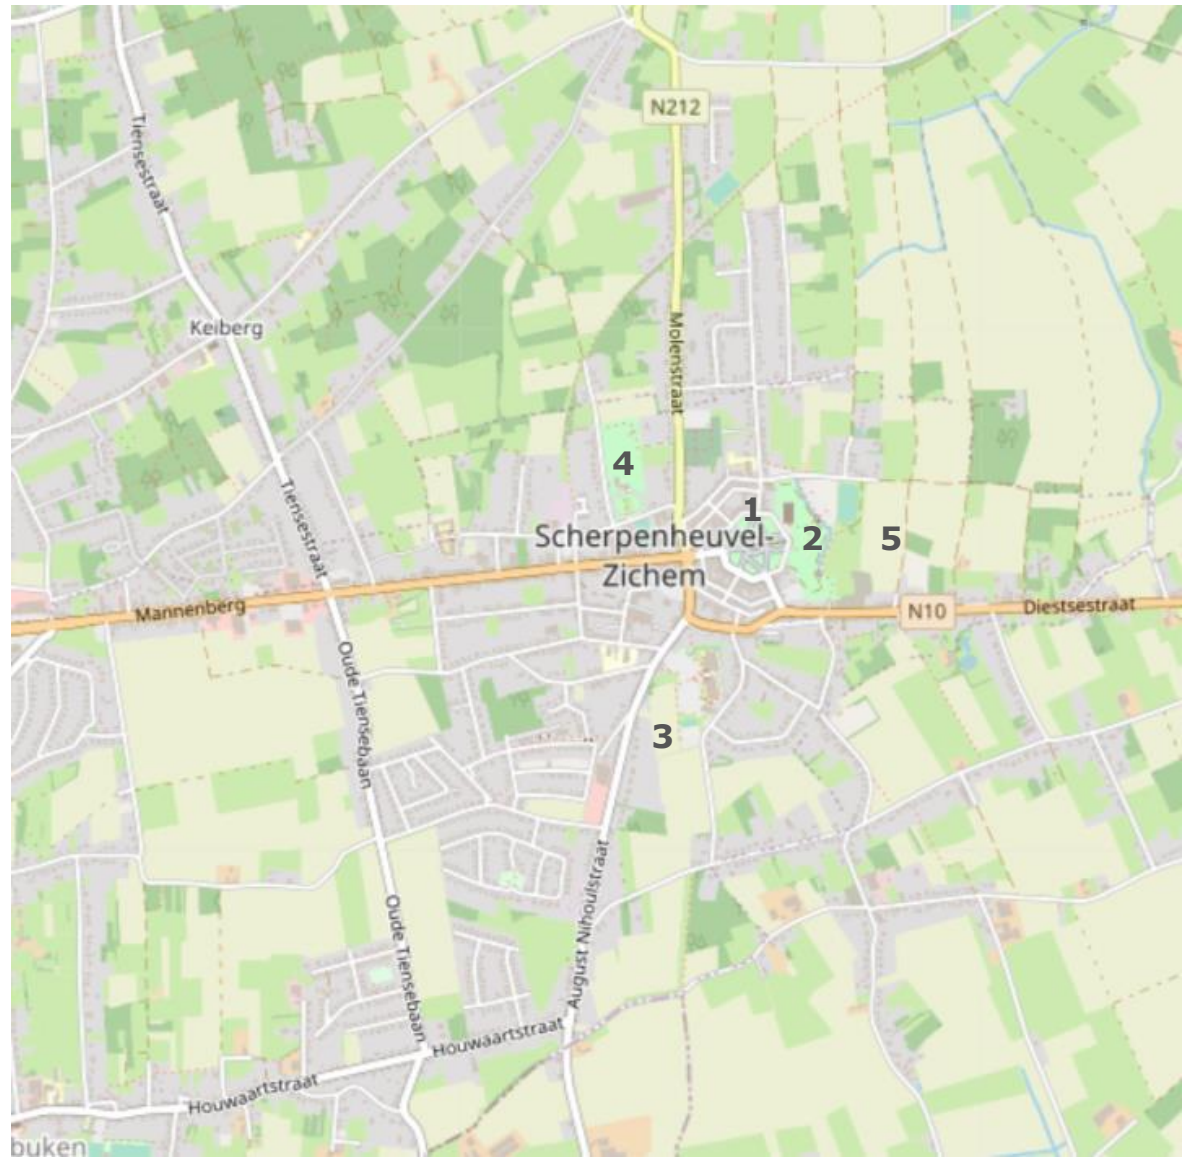 N212
Tiensestraat
Keiberg
Molenstraat
4
Tiensestraat
1
Scherpenheuvel-
Zichem
2
5
Mannenberg
N10
Diestsestraat
Oude Tiensebaan
3
August Nihoulstraat
Oude Tiensebaan
Houwaartstraat
Houwaartstraat
buken